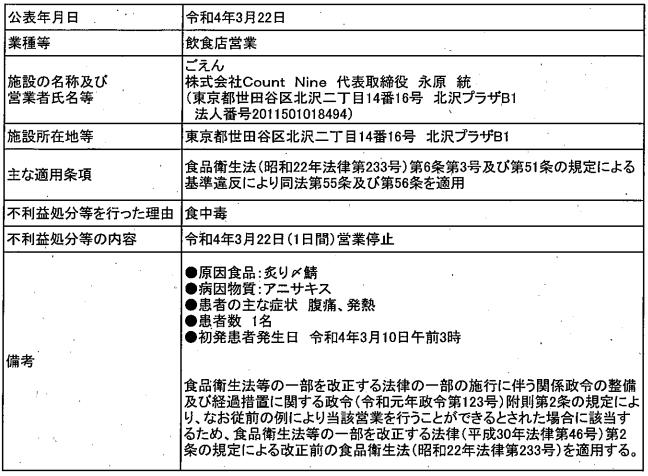 公表年月日 令和4年3月22日
業種等 飲食店営業
施設の名称及び営業者氏名等 ごえん
株式会社Count Nine 代表取締役 永原 統
(東京都世田谷区北沢二丁目14番16号 北沢プラザB1
法人番号2011501018494)
施設所在地等 東京都世田谷区北沢二丁目14番16号 北沢プラザB1
主な適用条項 食品衛生法(昭和22年法律第233号)第6条第3号及び第51条の規定による
基準違反により同法第55条及び第56条を適用
不利益処分等を行った理由 食中毒
不利益処分等の内容 令和4年3月22日(1日間)営業停止
備考
●原因食品:炙り〆鯖
●病因物質:アニサキス
●患者の主な症状 腹痛、発熱
●患者数 1名
●初発患者発生日 令和4年3月10日午前3時
食品衛生法等の一部を改正する法律の一部の施行に伴う関係政令の整備
及び経過措置に関する政令(令和元年政令第123号)附則第2条の規定によ
り、なお従前の例により当該営業を行うことができるとされた場合に該当す
るため、食品衛生法等の一部を改正する法律(平成30年法律第46号)第2
条の規定による改正前の食品衛生法(昭和22年法律第233号)を適用する。